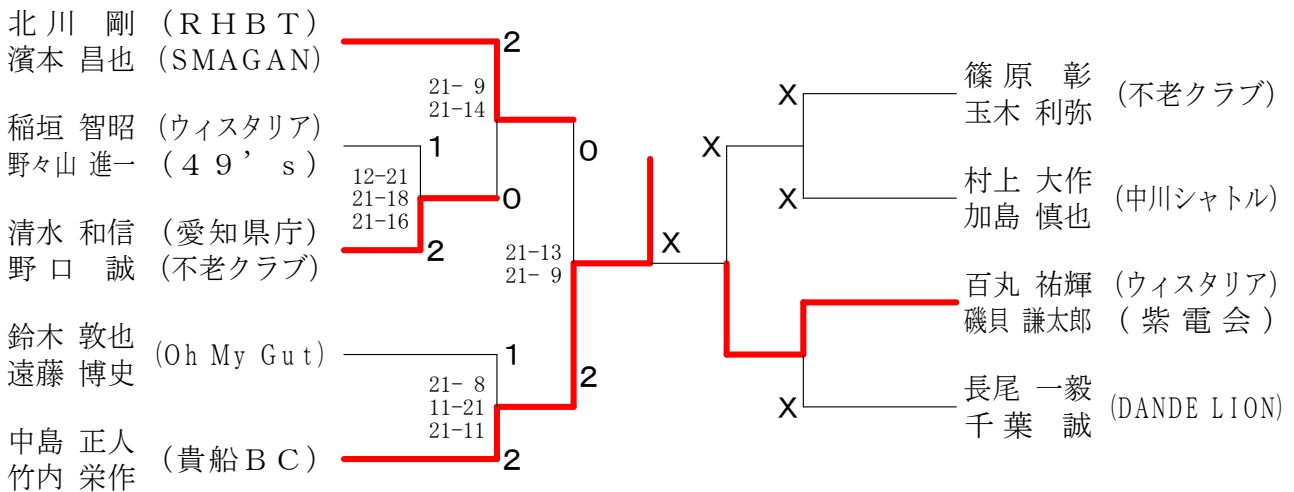 北川 剛 (RHBT)
濱本 昌也 (SMAGAN)
2
21- 9
21-14
稲垣 智昭 (ウィスタリア)
野々山 進一 (49’s)
1
12-21
21-18
21-16
0
0
清水 和信 (愛知県庁)
野口 誠 (不老クラブ)
2
21-13
21- 9
鈴木 敦也
遠藤 博史
(Oh My Gut)
1
21- 8
11-21
21-11
2
中島 正人
竹内 栄作
(貴船BC)
2
X
X
X
篠原 彰
玉木 利弥
(不老クラブ)
X
村上 大作
加島 慎也
(中川シャトル)
百丸 祐輝 (ウィスタリア)
磯貝 謙太郎 (紫電会)
X
長尾 一毅
千葉 誠
(DANDE LION)